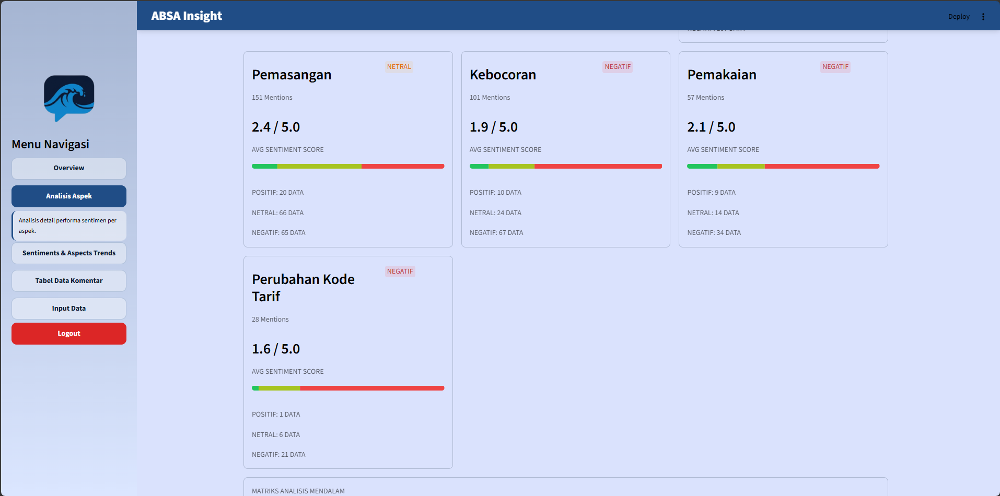 ABSA Insight
Deploy
Menu Navigasi
Overview
Analisis Aspek
Analisis detail performa sentimen per
aspek.
Sentiments & Aspects Trends
Tabel Data Komentar
Input Data
Logout
Pemasangan
NETRAL
151 Mentions
2.4 / 5.0
AVG SENTIMENT SCORE
POSITIF: 20 DATA
NETRAL: 66 DATA
NEGATIF: 65 DATA
Kebocoran
NEGATIF
101 Mentions
1.9 / 5.0
AVG SENTIMENT SCORE
POSITIF: 10 DATA
NETRAL: 24 DATA
NEGATIF: 67 DATA
Pemakaian
NEGATIF
57 Mentions
2.1 / 5.0
AVG SENTIMENT SCORE
POSITIF: 9 DATA
NETRAL: 14 DATA
NEGATIF: 34 DATA
Perubahan Kode
Tarif
NEGATIF
28 Mentions
1.6 / 5.0
AVG SENTIMENT SCORE
POSITIF: 1 DATA
NETRAL: 6 DATA
NEGATIF: 21 DATA
MATRIKS ANALISIS MENDALAM